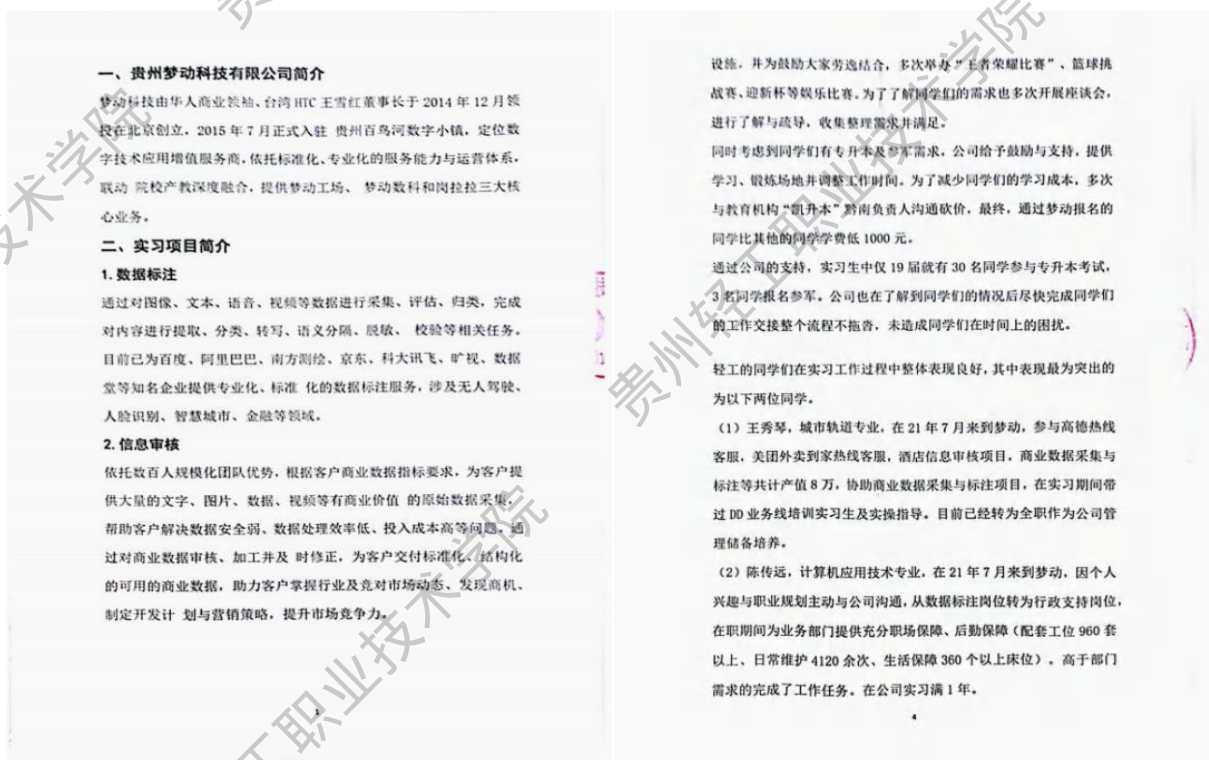 一、贵州梦动科技有限公司简介
梦动科技由华人商业领袖、台湾 HTC 王雪红董事长于 2014 年 12 月领
投在北京创立，2015 年 7 月正式入驻 贵州百鸟河数字小镇，定位数
字技术应用增值服务商，依托标准化、专业化的服务能力与运营体系，
联动 院校产教深度融合，提供梦动工场、 梦动数科和岗拉拉三大核
心业务。
二、实习项目简介
1. 数据标注
通过对图像、文本、语音、视频等数据进行采集、评估、归类，完成
对内容进行提取、分类、转写、语义分隔、脱敏、 校验等相关任务。
目前已为百度、阿里巴巴、南方测绘、京东、科大讯飞、旷视、数据
堂等知名企业提供专业化、标准 化的数据标注服务，涉及无人驾驶、
人脸识别、智慧城市、金融等领域。
2. 信息审核
依托数百人规模化团队优势，根据客户商业数据指标要求，为客户提
供大量的文字、图片、数据、视频等有商业价值 的原始数据采集，
帮助客户解决数据安全弱、数据处理效率低、投入成本高等问题。通
过对商业数据审核、加工并及 时修正，为客户交付标准化、结构化
的可用的商业数据，助力客户掌握行业及竞对市场动态、发现商机、
制定开发计 划与营销策略，提升市场竞争力。
1
设施。并为鼓励大家劳逸结合，多次举办“王者荣耀比赛”、篮球挑
战赛、迎新杯等娱乐比赛。为了了解同学们的需求也多次开展座谈会，
进行了解与疏导，收集整理需求并满足。
同时考虑到同学们有专升本及参军需求，公司给予鼓励与支持，提供
学习、锻炼场地并调整工作时间。为了减少同学们的学习成本，多次
与教育机构“凯升本”黔南负责人沟通砍价，最终，通过梦动报名的
同学比其他的同学学费低 1000 元。
通过公司的支持，实习生中仅 19 届就有 30 名同学参与专升本考试，
3 名同学报名参军，公司也在了解到同学们的情况后尽快完成同学们
的工作交接整个流程不拖沓，未造成同学们在时间上的困扰。
轻工的同学们在实习工作过程中整体表现良好，其中表现最为突出的
为以下两位同学。
（1）王秀琴，城市轨道专业，在 21 年 7 月来到梦动，参与高德热线
客服，美团外卖到家热线客服，酒店信息审核项目，商业数据采集与
标注等共计产值 8 万，协助商业数据采集与标注项目，在实习期间带
过 DD 业务线培训实习生及实操指导。目前已经转为全职作为公司管
理储备培养。
（2）陈传远，计算机应用技术专业，在 21 年 7 月来到梦动，因个人
兴趣与职业规划主动与公司沟通，从数据标注岗位转为行政支持岗位，
在职期间为业务部门提供充分职场保障、后勤保障（配套工位 960 套
以上、日常维护 4120 余次、生活保障 360 个以上床位）。高于部门
需求的完成了工作任务。在公司实习满 1 年。
4
贵州轻工职业技术学院